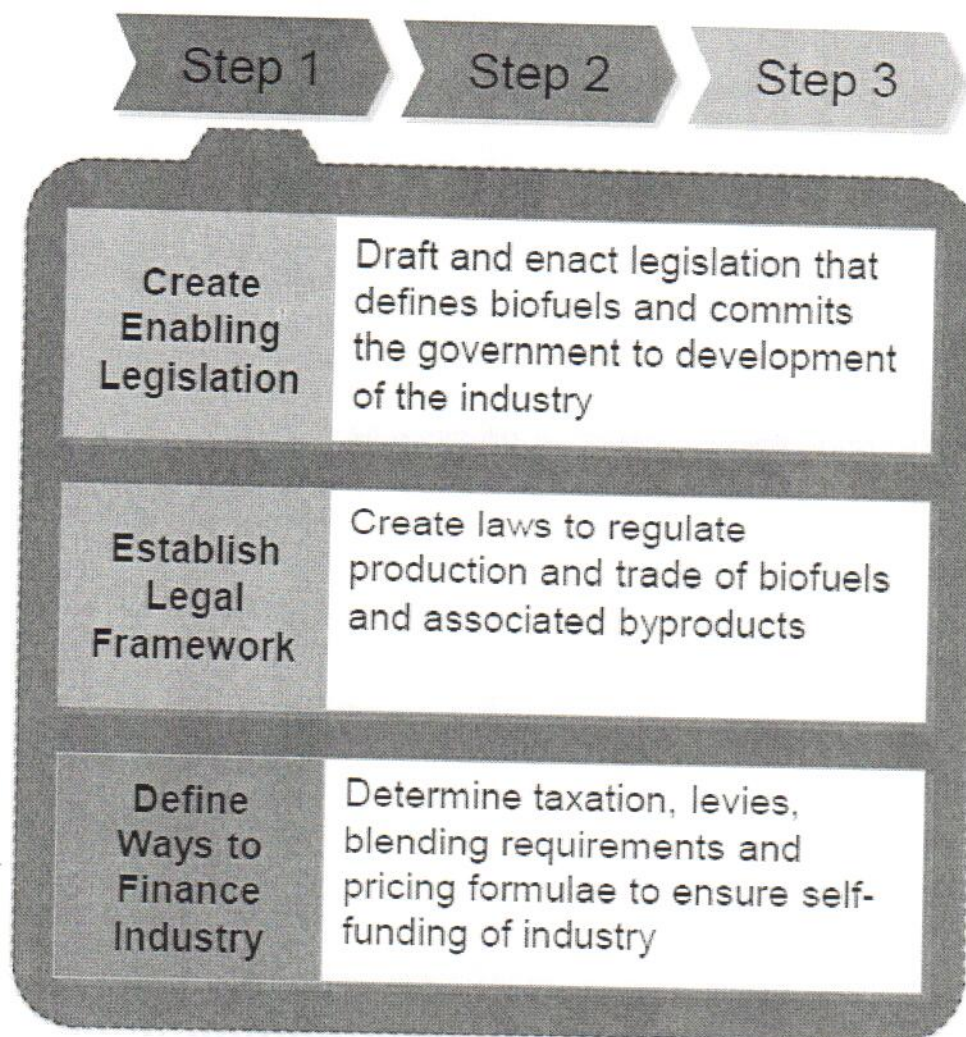 Step 1
Step 2
Step 3
Create
Enabling
Legislation
Draft and enact legislation that
defines biofuels and commits
the government to development
of the industry
Establish
Legal
Framework
Create laws to regulate
production and trade of biofuels
and associated byproducts
Define
Ways to
Finance
Industry
Determine taxation, levies,
blending requirements and
pricing formulae to ensure self-
funding of industry